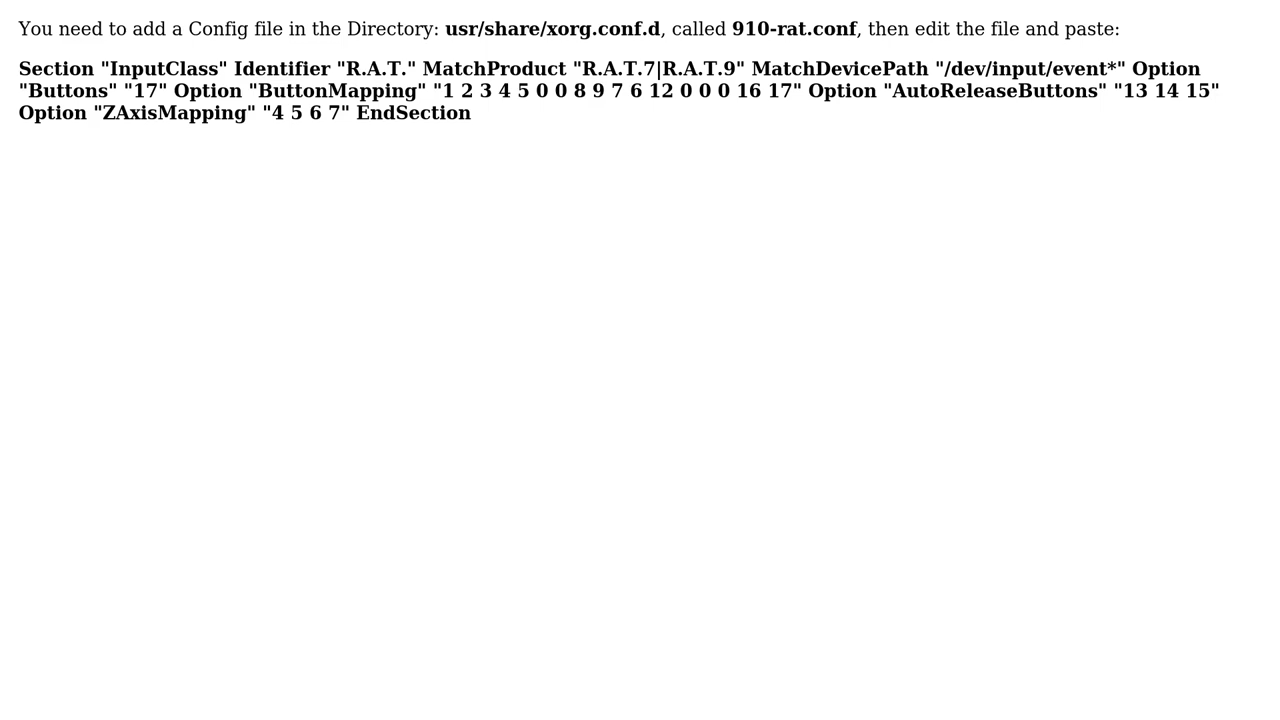 You need to add a Config file in the Directory: usr/share/xorg.conf.d, called 910-rat.conf, then edit the file and paste:
Section "InputClass" Identifier "R.A.T." MatchProduct "R.A.T.7|R.A.T.9" MatchDevicePath "/dev/input/event*" Option
"Buttons" "17" Option "ButtonMapping" "1 2 3 4 5 0 0 8 9 7 6 12 0 0 0 16 17" Option "AutoReleaseButtons" "13 14 15"
Option "ZAxisMapping" "4 5 6 7" EndSection